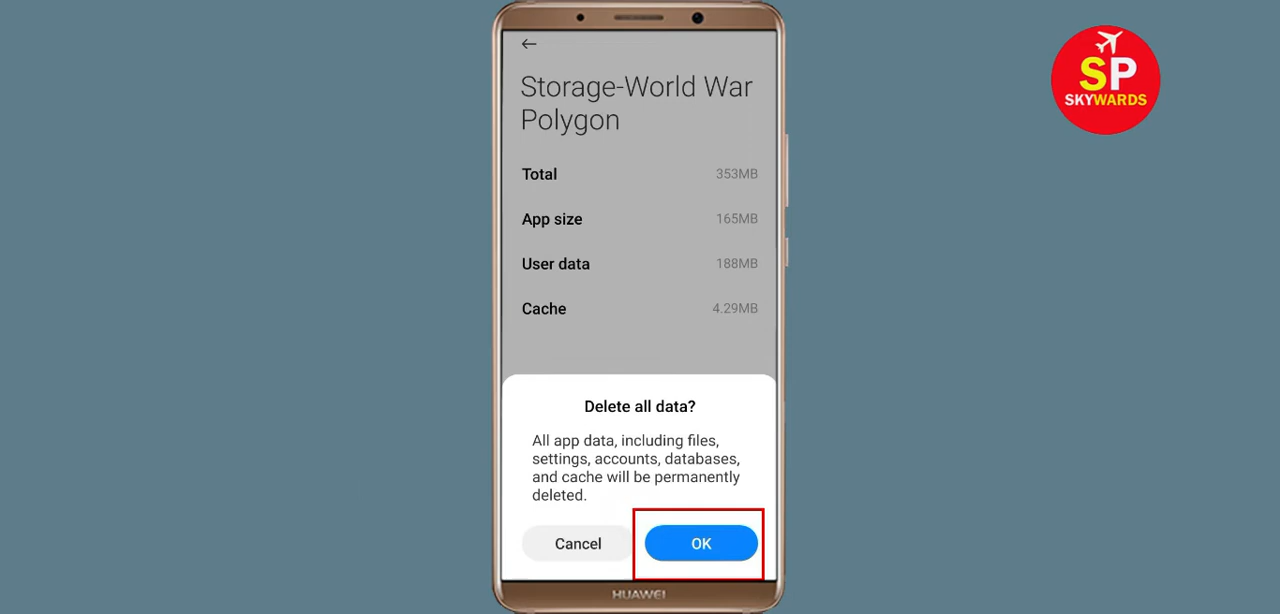 SP
SKYWARDS
Storage-World War
Polygon
Total 353MB
App size 165MB
User data 188MB
Cache 4.29MB
Delete all data?
All app data, including files,
settings, accounts, databases,
and cache will be permanently
deleted.
Cancel OK
HUAWEI